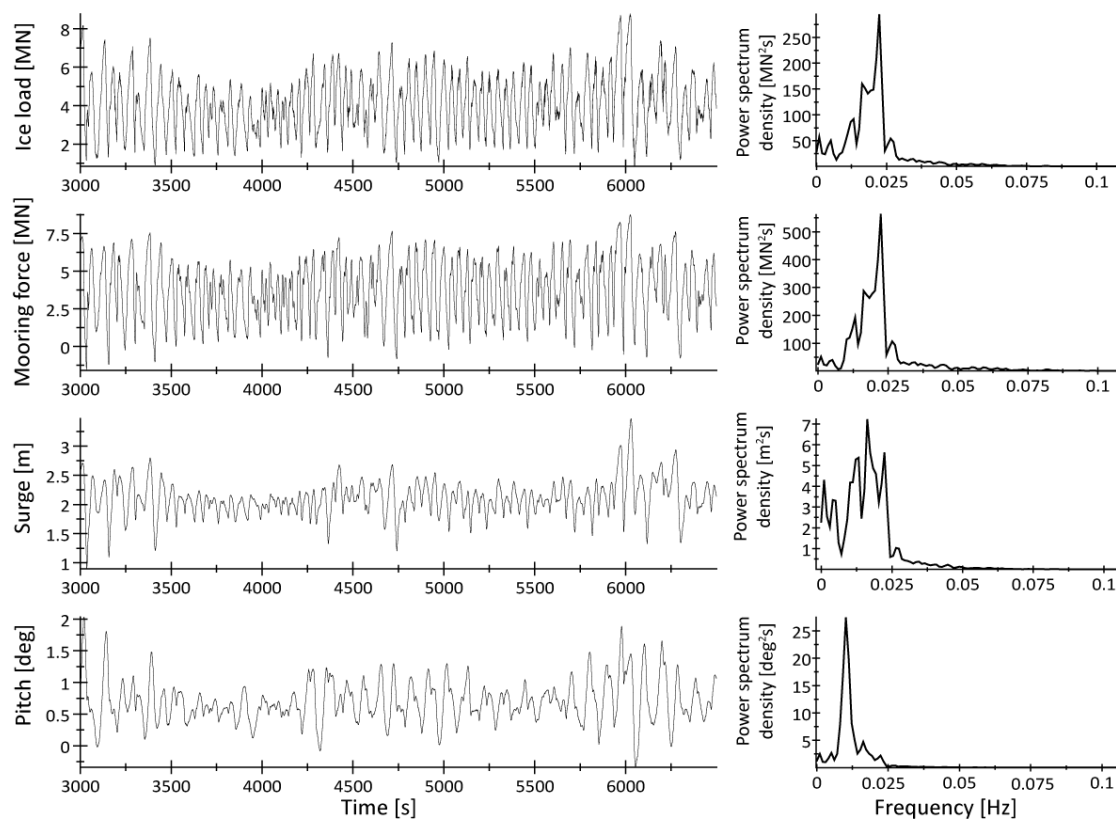 Ice load [MN]
8
6
4
2
3000 3500 4000 4500 5000 5500 6000
Power spectrum
density [MN²s]
250
200
150
100
50
0 0.025 0.05 0.075 0.1
Mooring force [MN]
7.5
5
2.5
0
3000 3500 4000 4500 5000 5500 6000
Power spectrum
density [MN²s]
500
400
300
200
100
0 0.025 0.05 0.075 0.1
Surge [m]
3
2.5
2
1.5
1
3000 3500 4000 4500 5000 5500 6000
Power spectrum
density [m²s]
7
6
5
4
3
2
1
0 0.025 0.05 0.075 0.1
Pitch [deg]
2
1.5
1
0.5
0
3000 3500 4000 4500 5000 5500 6000
Time [s]
Power spectrum
density [deg²s]
25
20
15
10
5
0 0.025 0.05 0.075 0.1
Frequency [Hz]